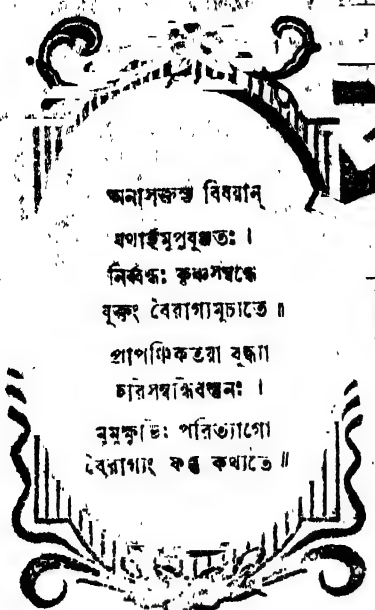 অনাসক্তস্য বিষয়ান্
যথার্হমুপযুঞ্জতঃ ।
নির্ব্বন্ধঃ কৃষ্ণসম্বন্ধে
যুক্তং বৈরাগ্যমুচ্যতে ॥
প্রাপঞ্চিকতয়া বুদ্ধ্যা
হরিসম্বন্ধিবস্তুনঃ ।
মুমুক্ষুভিঃ পরিত্যাগো
বৈরাগ্যং ফল্গু কথ্যতে ॥